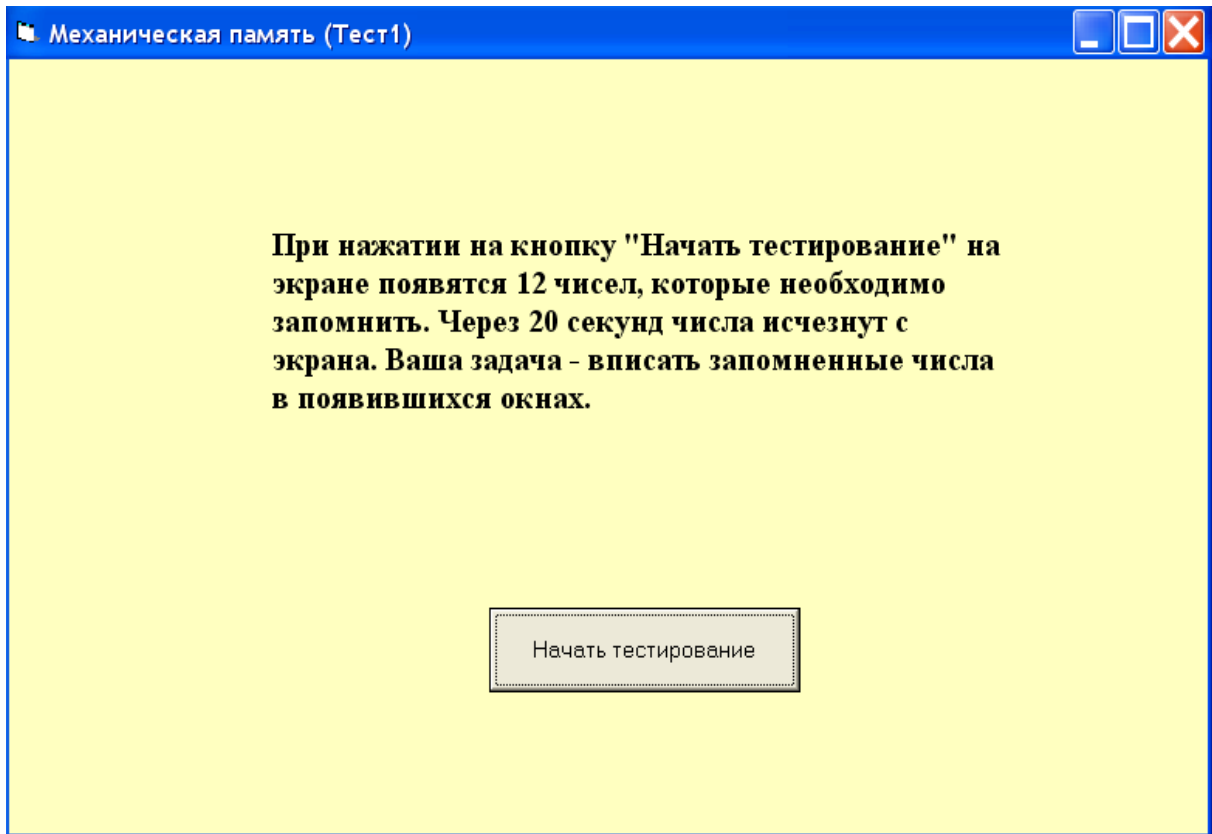 Механическая память (Тест1)
При нажатии на кнопку "Начать тестирование" на
экране появятся 12 чисел, которые необходимо
запомнить. Через 20 секунд числа исчезнут с
экрана. Ваша задача - вписать запомненные числа
в появившихся окнах.
Начать тестирование